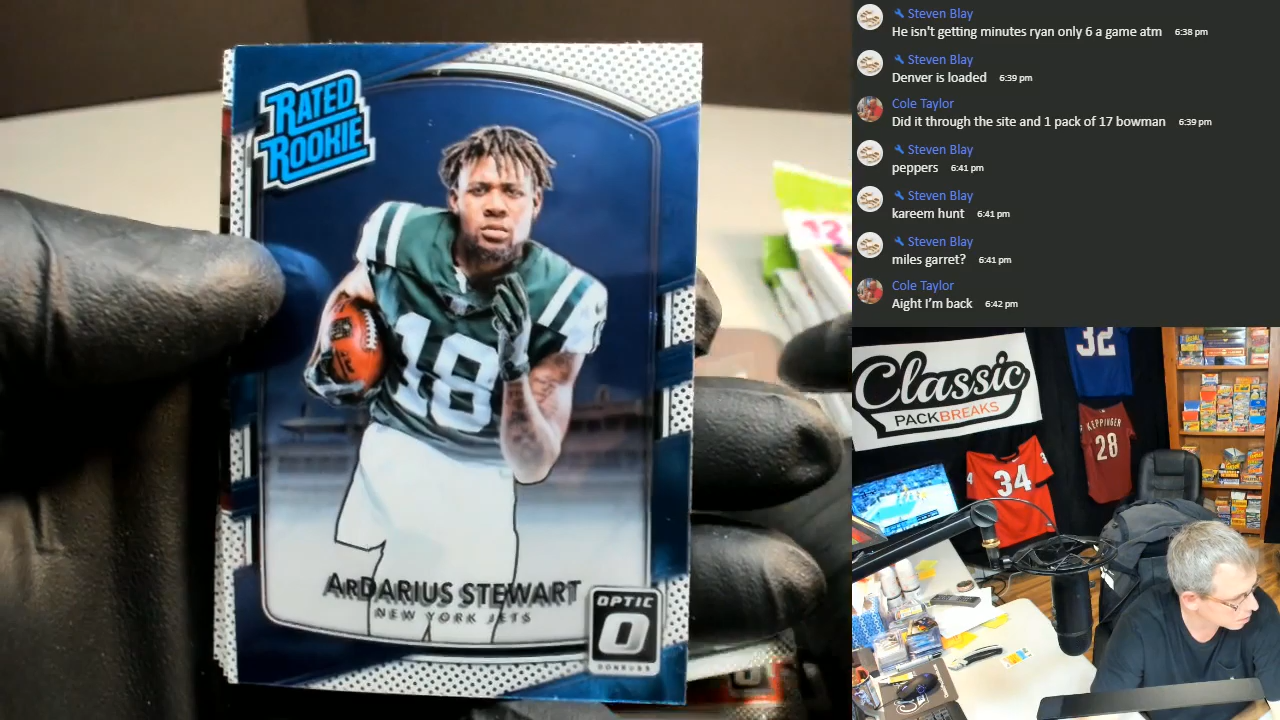 RATED
ROOKIE
18
ARDARIUS STEWART
NEW YORK JETS
OPTIC
O
DONRUSS
Steven Blay
He isn't getting minutes ryan only 6 a game atm 6:38 pm
Steven Blay
Denver is loaded 6:39 pm
Cole Taylor
Did it through the site and 1 pack of 17 bowman 6:39 pm
Steven Blay
peppers 6:41 pm
Steven Blay
kareem hunt 6:41 pm
Steven Blay
miles garret? 6:41 pm
Cole Taylor
Aight I'm back 6:42 pm
Classic
PACKBREAKS
32
KEPPINGER
28
34